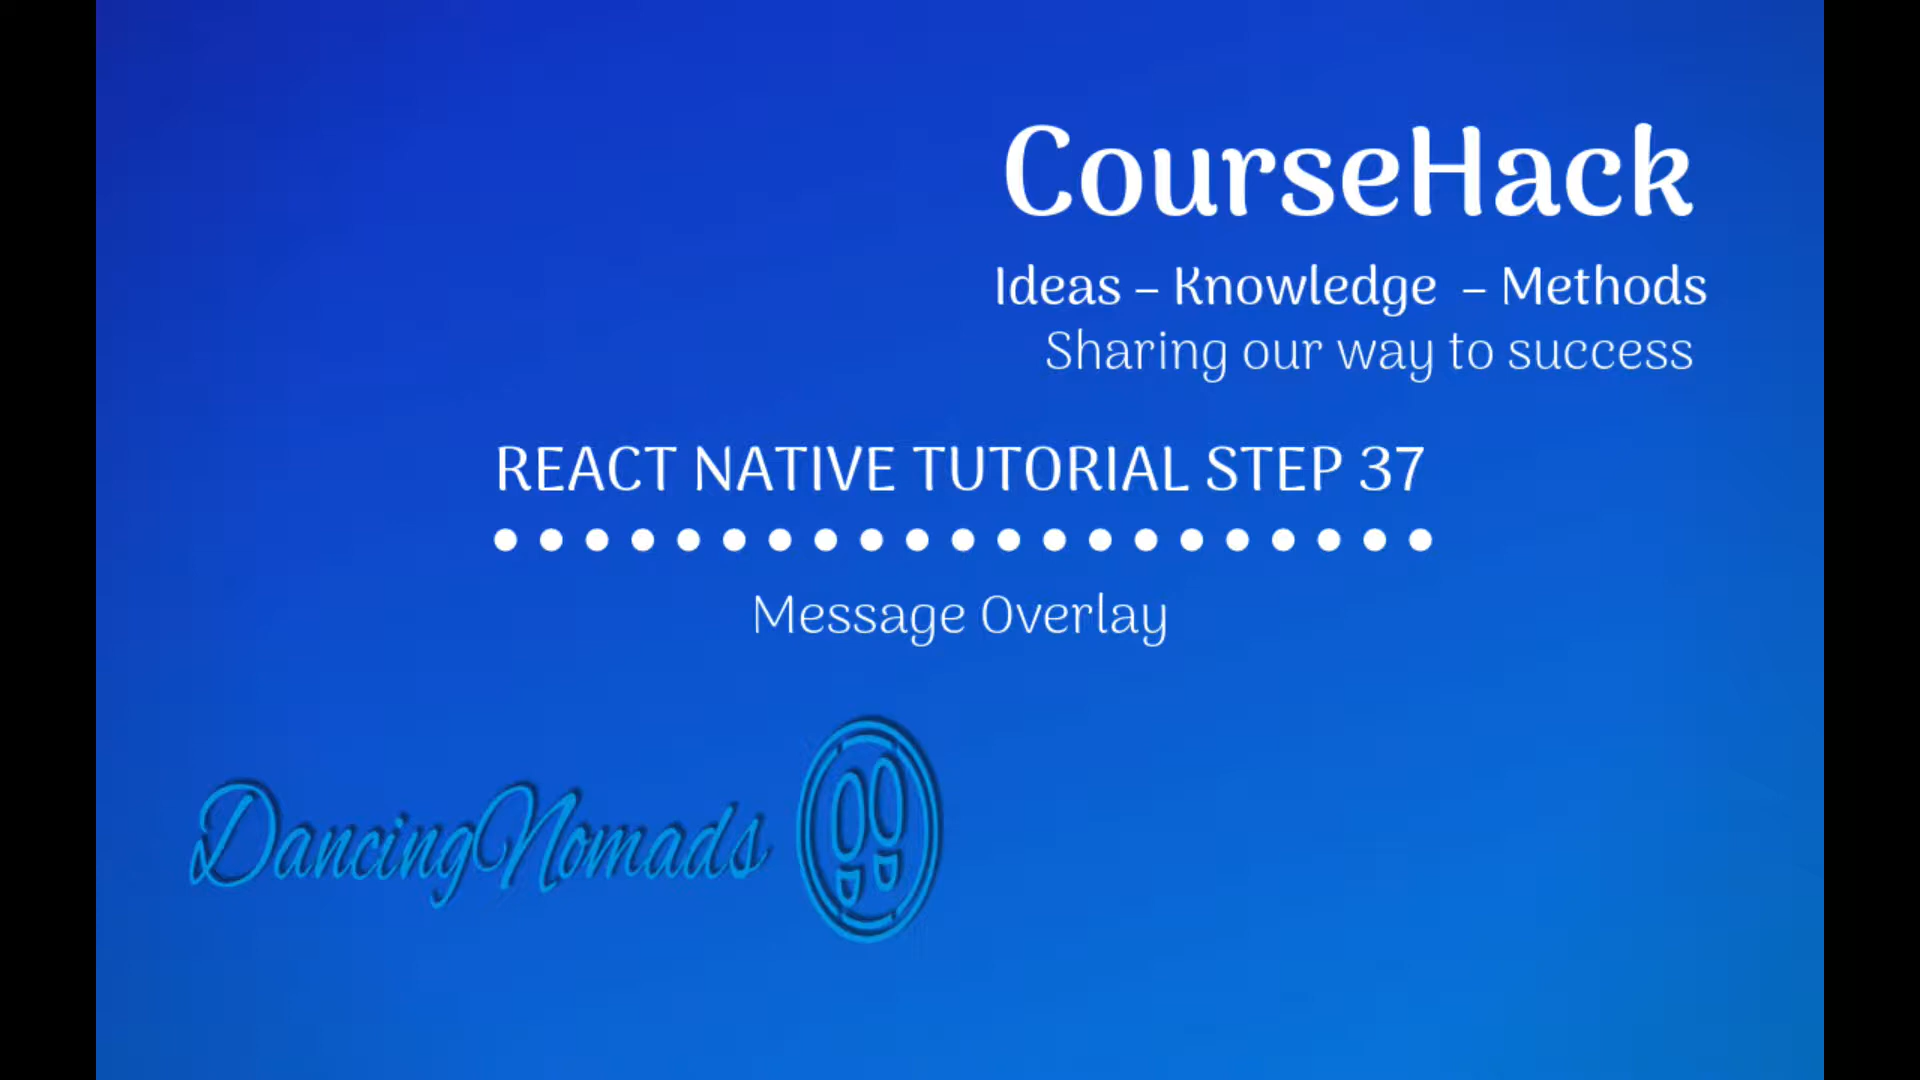 CourseHack
Ideas – Knowledge – Methods
Sharing our way to success
REACT NATIVE TUTORIAL STEP 37
Message Overlay
DancingNomads